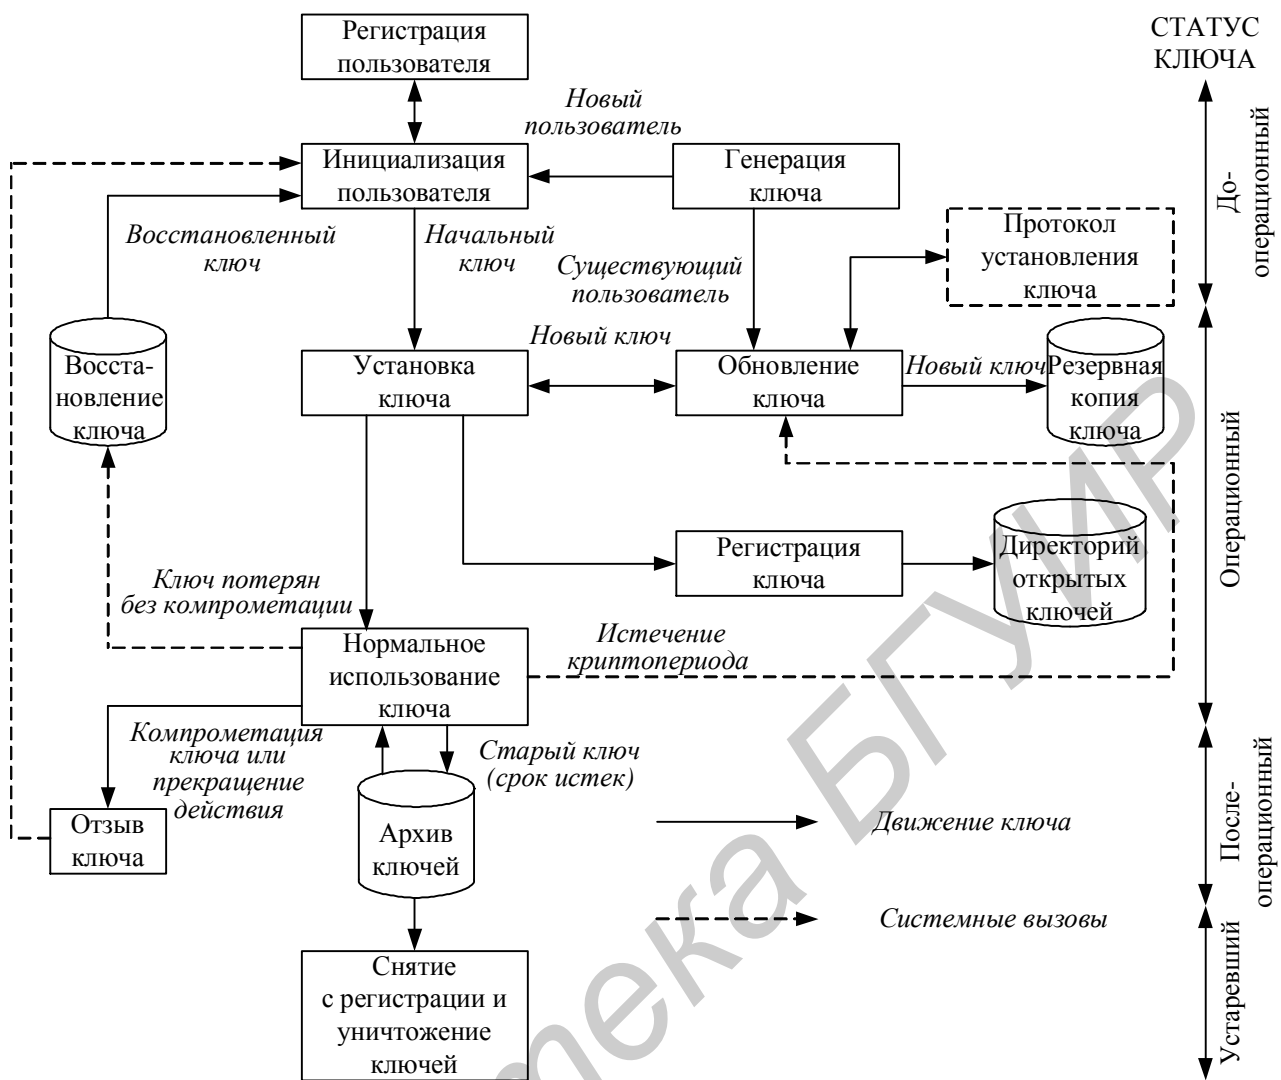 Регистрация
пользователя
СТАТУС
КЛЮЧА
Новый
пользователь
Инициализация
пользователя
Генерация
ключа
До-
операционный
Восстановленный
ключ
Начальный
ключ
Существующий
пользователь
Протокол
установления
ключа
Восста-
новление
ключа
Установка
ключа
Новый ключ
Обновление
ключа
Новый ключ
Резервная
копия
ключа
Операционный
Регистрация
ключа
Директорий
открытых
ключей
Ключ потерян
без компрометации
Нормальное
использование
ключа
Истечение
криптопериода
Компрометация
ключа или
прекращение
действия
Старый ключ
(срок истек)
Отзыв
ключа
Архив
ключей
Движение ключа
После-
операционный
Системные вызовы
Снятие
с регистрации и
уничтожение
ключей
Устаревший
тека БГУИР